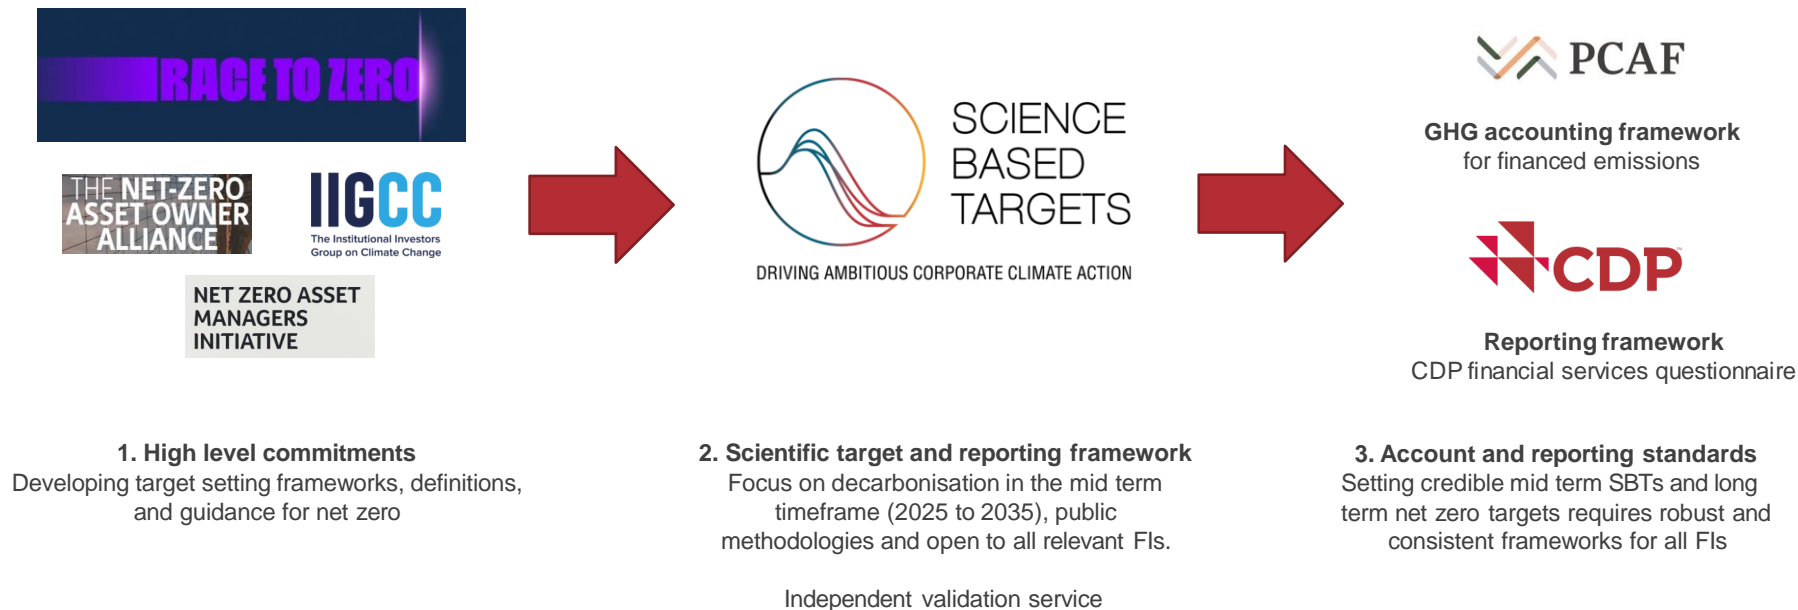 RACE TO ZERO
THE NET-ZERO
ASSET OWNER
ALLIANCE
IIGCC
The Institutional Investors
Group on Climate Change
NET ZERO ASSET
MANAGERS
INITIATIVE
1. High level commitments
Developing target setting frameworks, definitions,
and guidance for net zero
SCIENCE
BASED
TARGETS
DRIVING AMBITIOUS CORPORATE CLIMATE ACTION
2. Scientific target and reporting framework
Focus on decarbonisation in the mid term
timeframe (2025 to 2035), public
methodologies and open to all relevant FIs.
Independent validation service
PCAF
GHG accounting framework
for financed emissions
CDP
Reporting framework
CDP financial services questionnaire
3. Account and reporting standards
Setting credible mid term SBTs and long
term net zero targets requires robust and
consistent frameworks for all FIs